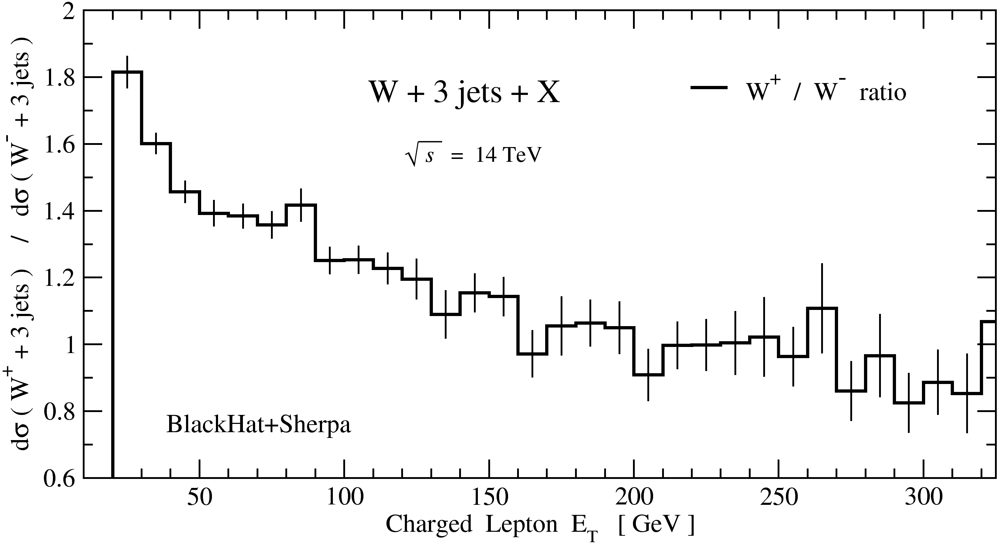 2
1.8
1.6
1.4
1.2
1
0.8
0.6
dσ ( W⁺ + 3 jets ) / dσ ( W⁻ + 3 jets )
W + 3 jets + X
W⁺ / W⁻ ratio
√s = 14 TeV
BlackHat+Sherpa
50 100 150 200 250 300
Charged Lepton E_T [ GeV ]